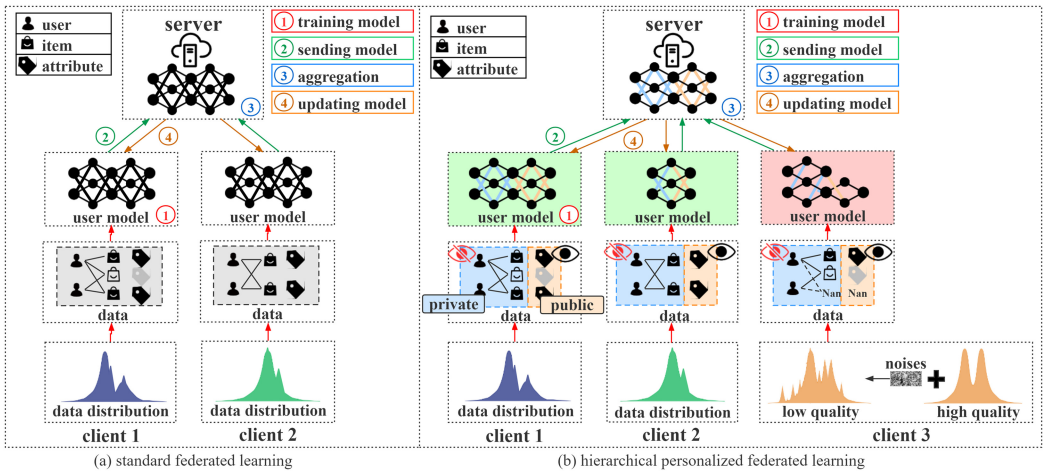 user
item
attribute
server
1 training model
2 sending model
3 aggregation
4 updating model
3
2
4
user model
1
user model
data
data
data distribution
data distribution
client 1
client 2
(a) standard federated learning
user
item
attribute
server
1 training model
2 sending model
3 aggregation
4 updating model
3
2
4
user model
1
user model
user model
private
public
Nan
Nan
data
data
data
data distribution
data distribution
noises
low quality
high quality
client 1
client 2
client 3
(b) hierarchical personalized federated learning